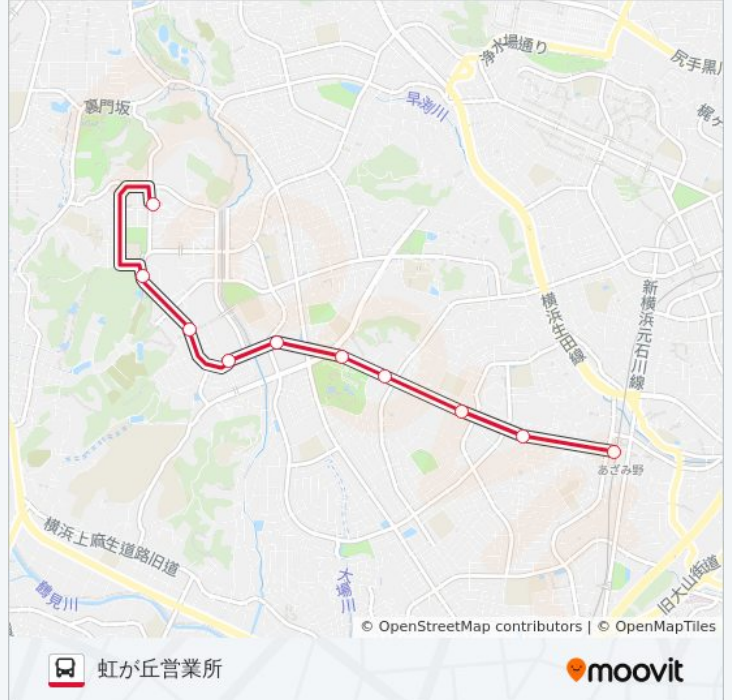 浄水場通り
尻手黒川
裏門坂
早渕川
梶ヶ
新横浜元石川線
横浜生田線
あざみ野
横浜上麻生道路旧道
鶴見川
大場川
旧大山街道
© OpenStreetMap contributors | © OpenMapTiles
虹が丘営業所
moovit